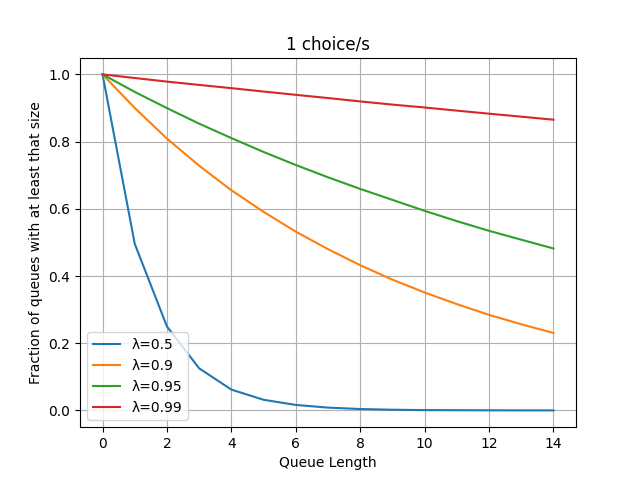 1 choice/s
Fraction of queues with at least that size
1.0
0.8
0.6
0.4
0.2
0.0
λ=0.5
λ=0.9
λ=0.95
λ=0.99
0 2 4 6 8 10 12 14
Queue Length